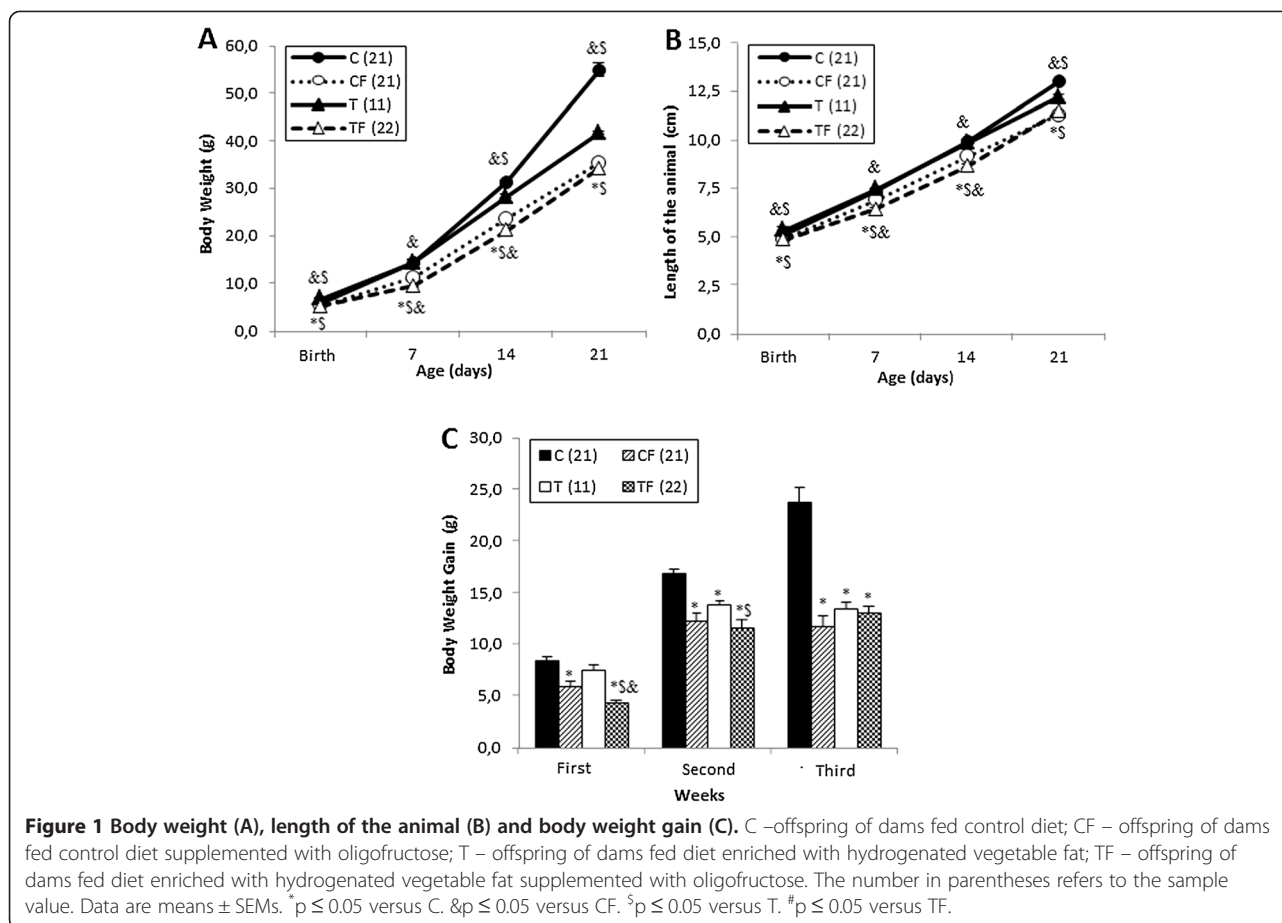 A
60,0
50,0
40,0
30,0
20,0
10,0
0,0
Body Weight (g)
C (21)
CF (21)
T (11)
TF (22)
&$
*$
&
*$&
&$
*$&
&$
*$
Birth
7
14
21
Age (days)
B
15,0
12,5
10,0
7,5
5,0
2,5
0,0
Length of the animal (cm)
C (21)
CF (21)
T (11)
TF (22)
&$
*$
&
*$&
&
*$&
&$
*$
Birth
7
14
21
Age (days)
C
30,0
25,0
20,0
15,0
10,0
5,0
0,0
Body Weight Gain (g)
C (21) CF (21)
T (11) TF (22)
*
*$&
*
*
*$
*
*
*
First
Second
Third
Weeks
Figure 1 Body weight (A), length of the animal (B) and body weight gain (C). C –offspring of dams fed control diet; CF – offspring of dams
fed control diet supplemented with oligofructose; T – offspring of dams fed diet enriched with hydrogenated vegetable fat; TF – offspring of
dams fed diet enriched with hydrogenated vegetable fat supplemented with oligofructose. The number in parentheses refers to the sample
value. Data are means ± SEMs. *p ≤ 0.05 versus C. &p ≤ 0.05 versus CF. $p ≤ 0.05 versus T. #p ≤ 0.05 versus TF.